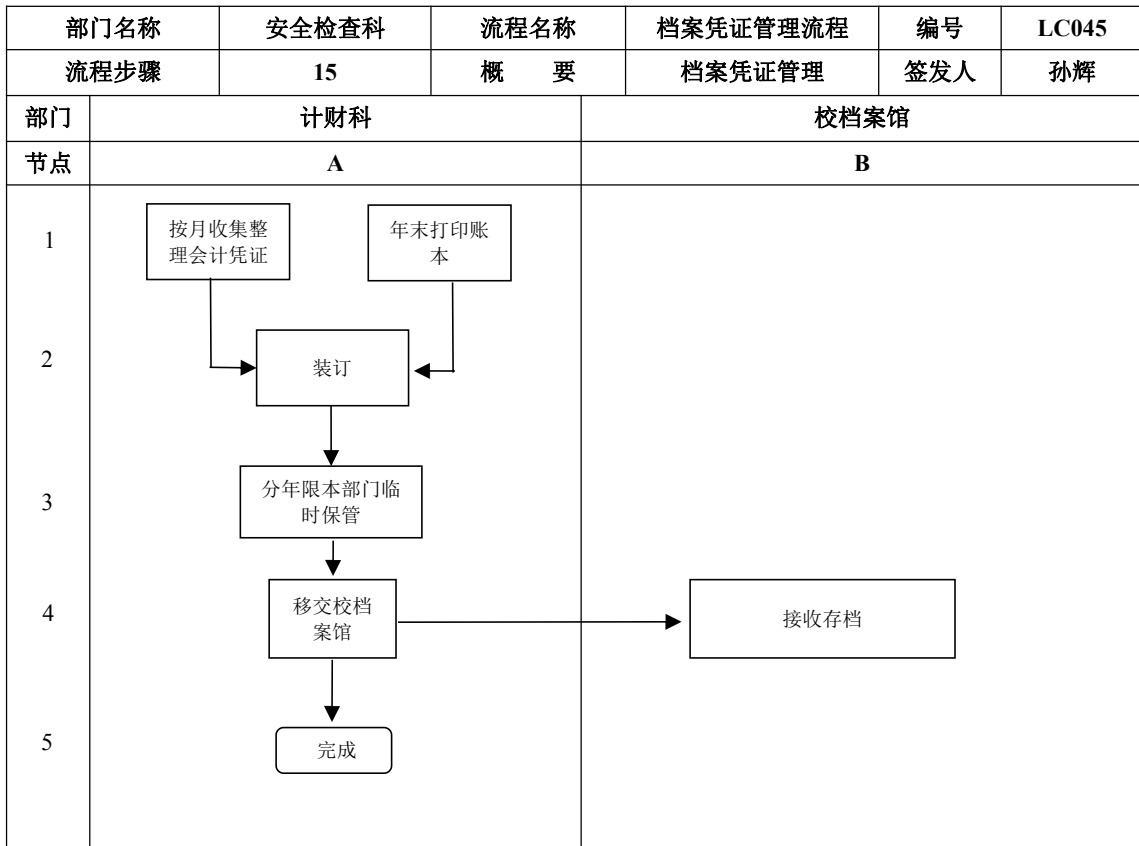 部门名称 安全检查科 流程名称 档案凭证管理流程 编号 LC045
流程步骤 15 概 要 档案凭证管理 签发人 孙辉
部门 计财科 校档案馆
节点 A B
1
按月收集整
理会计凭证
年末打印账
本
2
装订
3
分年限本部门临
时保管
4
移交校档
案馆
接收存档
5
完成